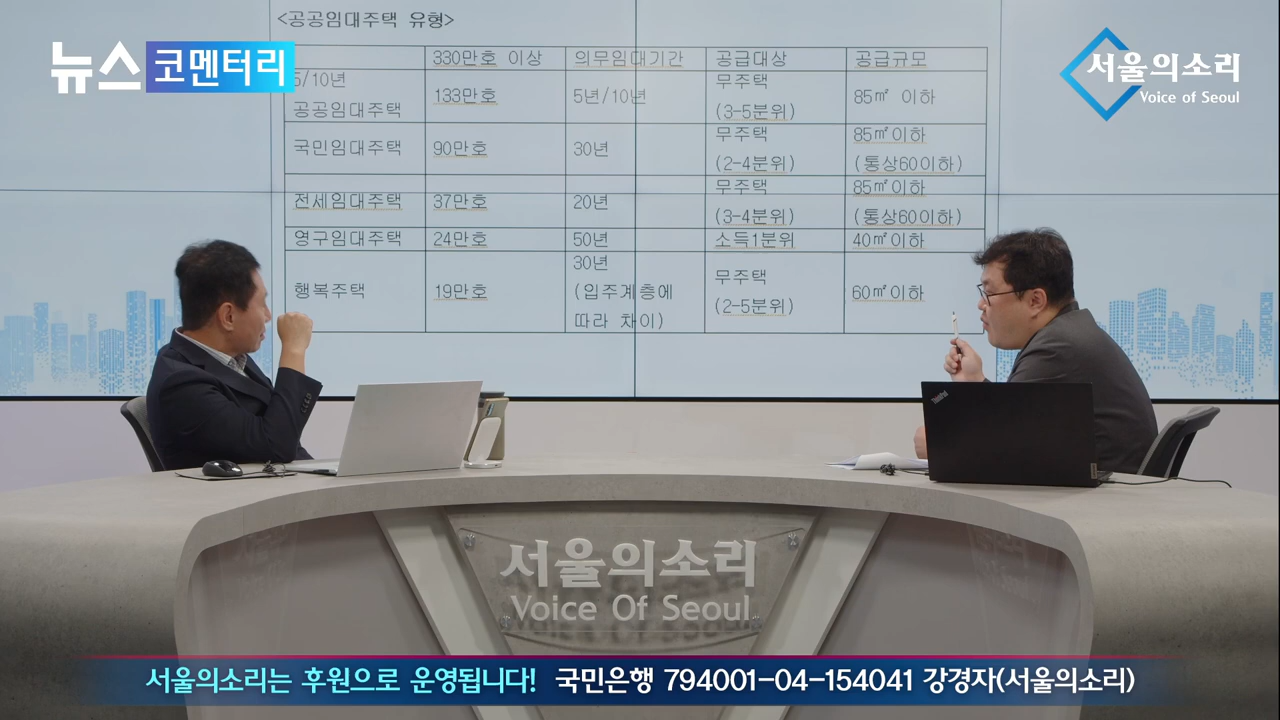 <공공임대주택 유형>
330만호 이상 의무임대기간 공급대상 공급규모
5/10년
공공임대주택 133만호 5년/10년 무주택
(3-5분위) 85㎡ 이하
국민임대주택 90만호 30년 무주택
(2-4분위) 85㎡이하
(통상60이하)
전세임대주택 37만호 20년 무주택
(3-4분위) 85㎡이하
(통상60이하)
영구임대주택 24만호 50년 소득1분위 40㎡이하
행복주택 19만호 30년
(입주계층에
따라 차이) 무주택
(2-5분위) 60㎡이하
뉴스 코멘터리
서울의소리
Voice of Seoul
ThinkPad
서울의소리
Voice Of Seoul
서울의소리는 후원으로 운영됩니다! 국민은행 794001-04-154041 강경자(서울의소리)